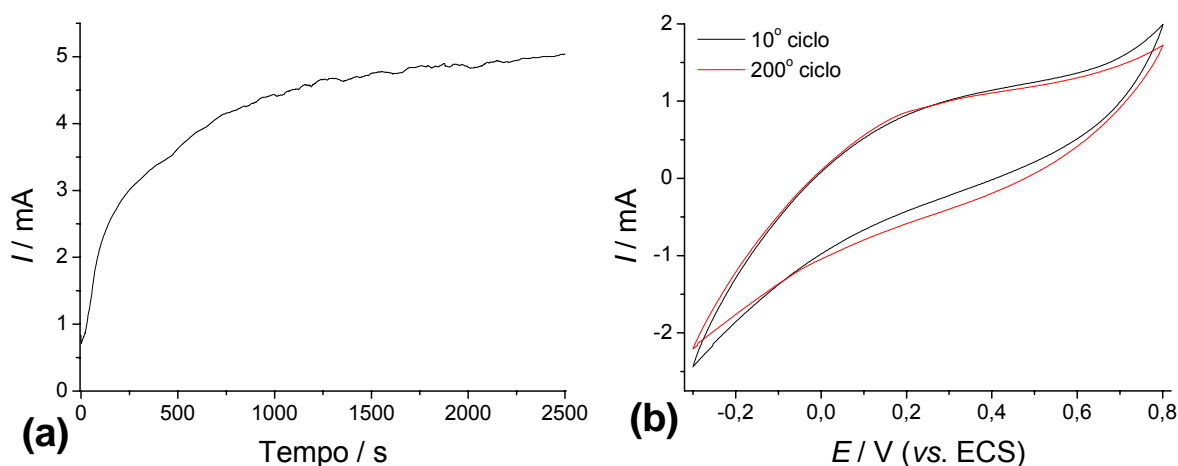 5
4
3
2
1
0
I / mA
0
500
1000
1500
2000
2500
Tempo / s
(a)
10° ciclo
200° ciclo
2
1
0
-1
-2
I / mA
-0,2
0,0
0,2
0,4
0,6
0,8
E / V (vs. ECS)
(b)